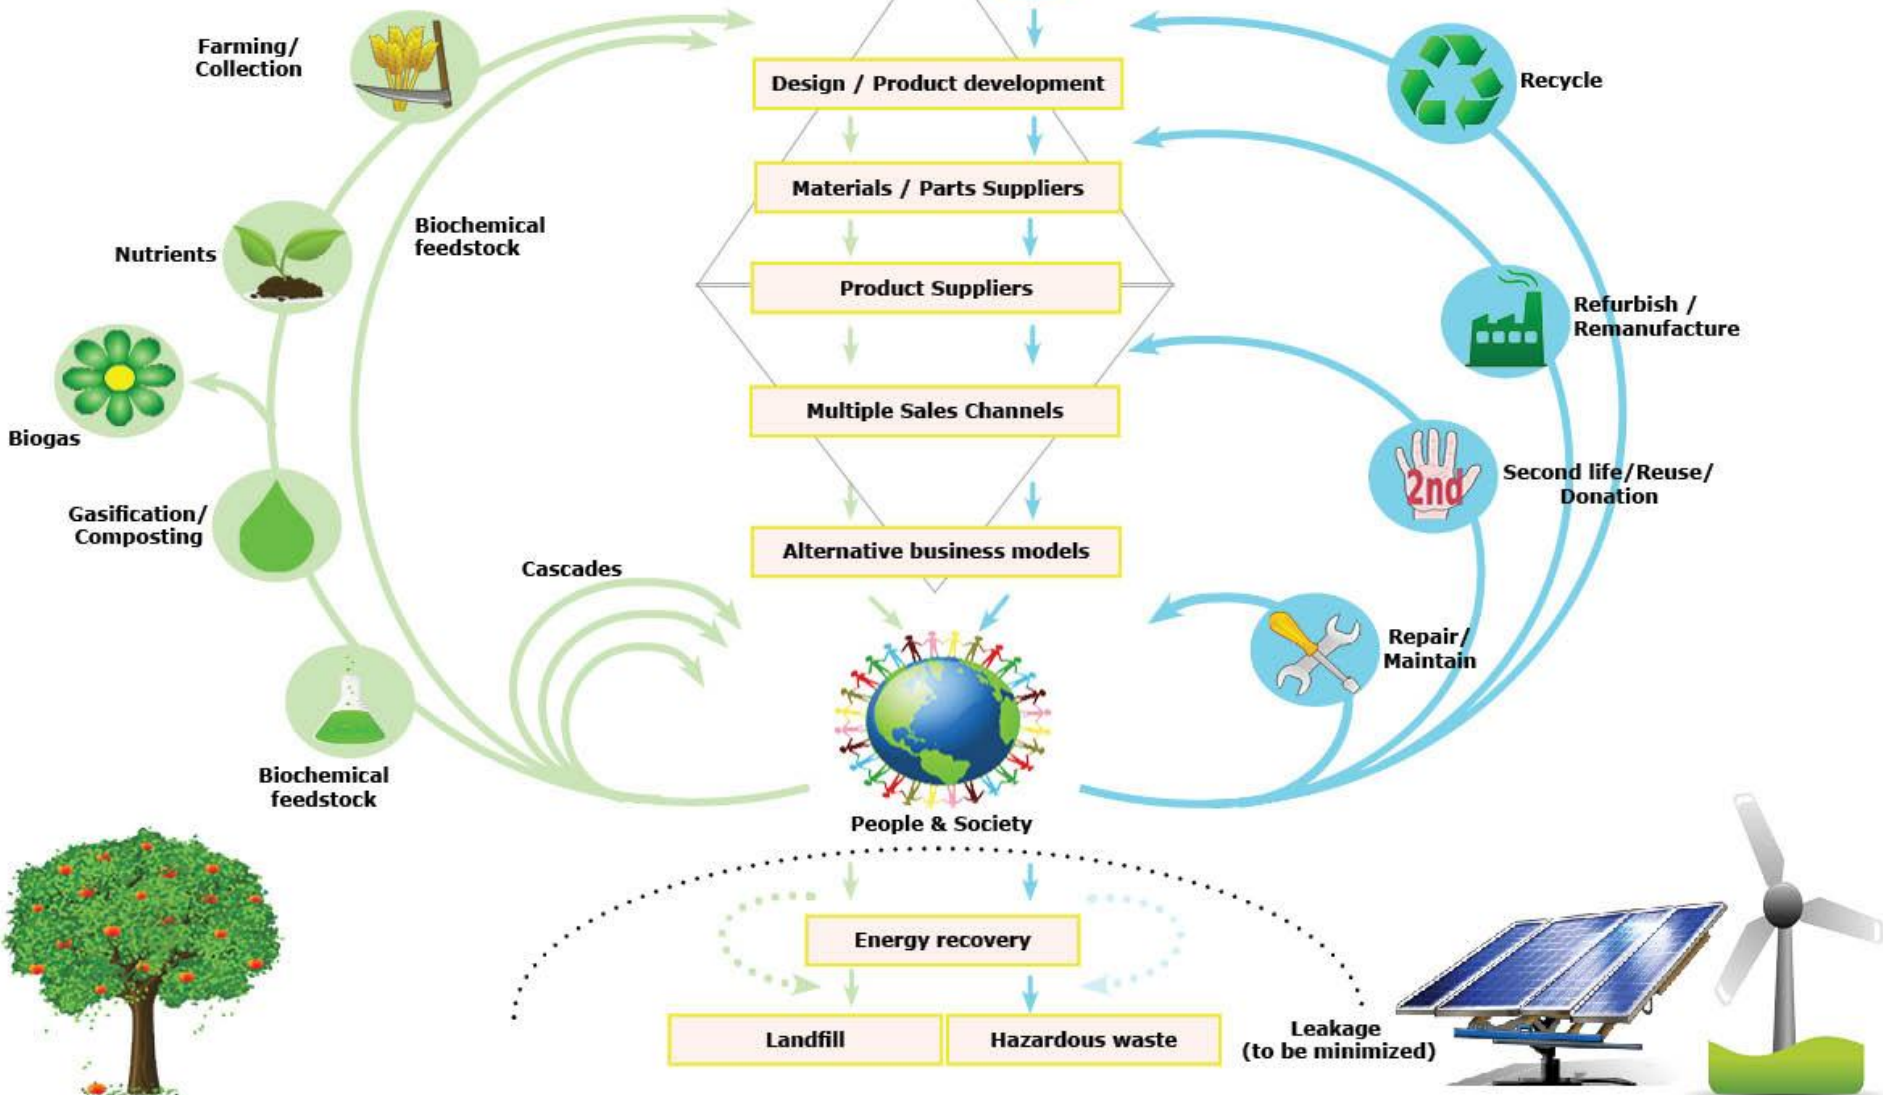 Farming/
Collection
Design / Product development
Recycle
Materials / Parts Suppliers
Biochemical
feedstock
Nutrients
Product Suppliers
Refurbish /
Remanufacture
Multiple Sales Channels
Biogas
2nd
Second life/Reuse/
Donation
Gasification/
Composting
Alternative business models
Cascades
Repair/
Maintain
Biochemical
feedstock
People & Society
Energy recovery
Landfill
Hazardous waste
Leakage
(to be minimized)